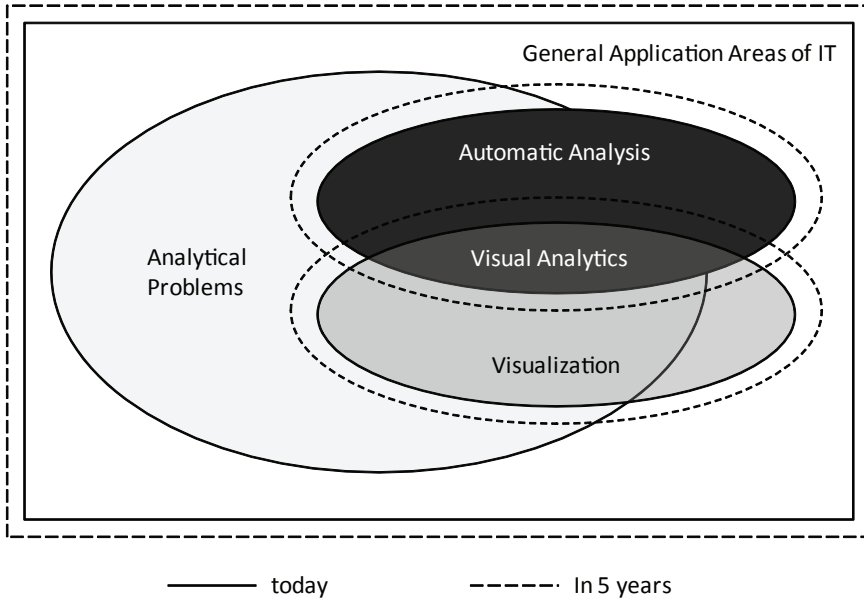 General Application Areas of IT
Automatic Analysis
Analytical
Problems
Visual Analytics
Visualization
today
In 5 years